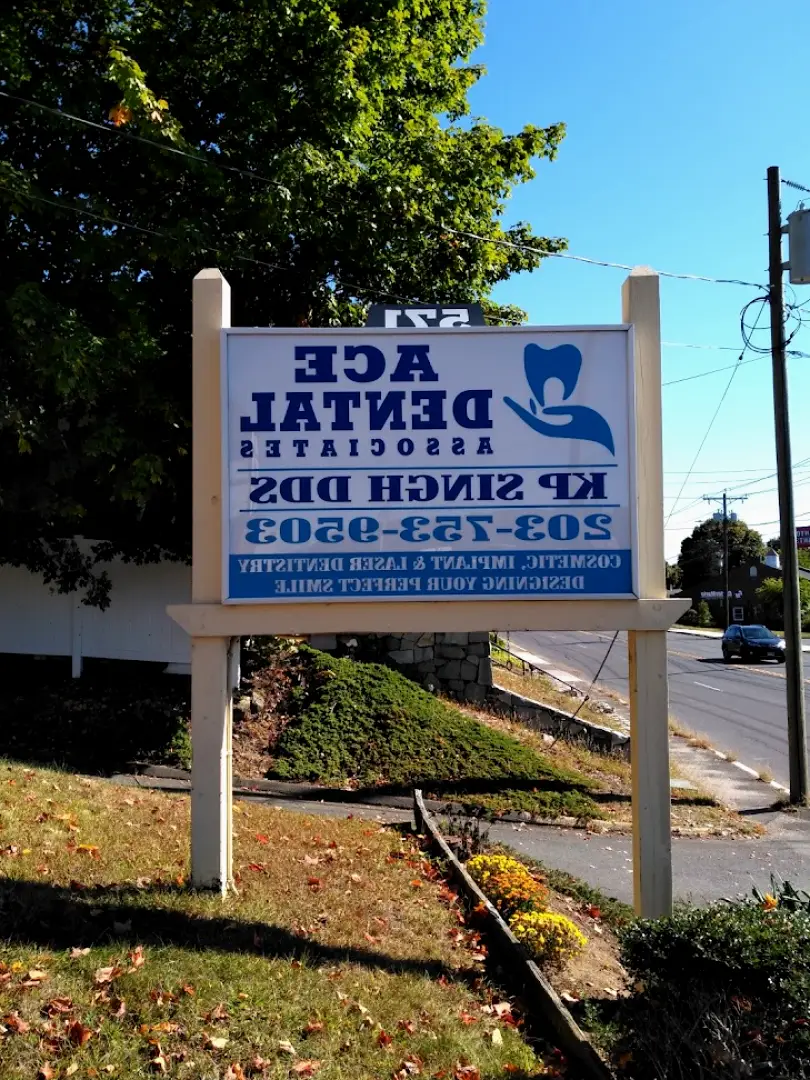 571
ACE
DENTAL
ASSOCIATES
KP SINGH DDS
203-753-9503
COSMETIC, IMPLANT & LASER DENTISTRY
DESIGNING YOUR PERFECT SMILE